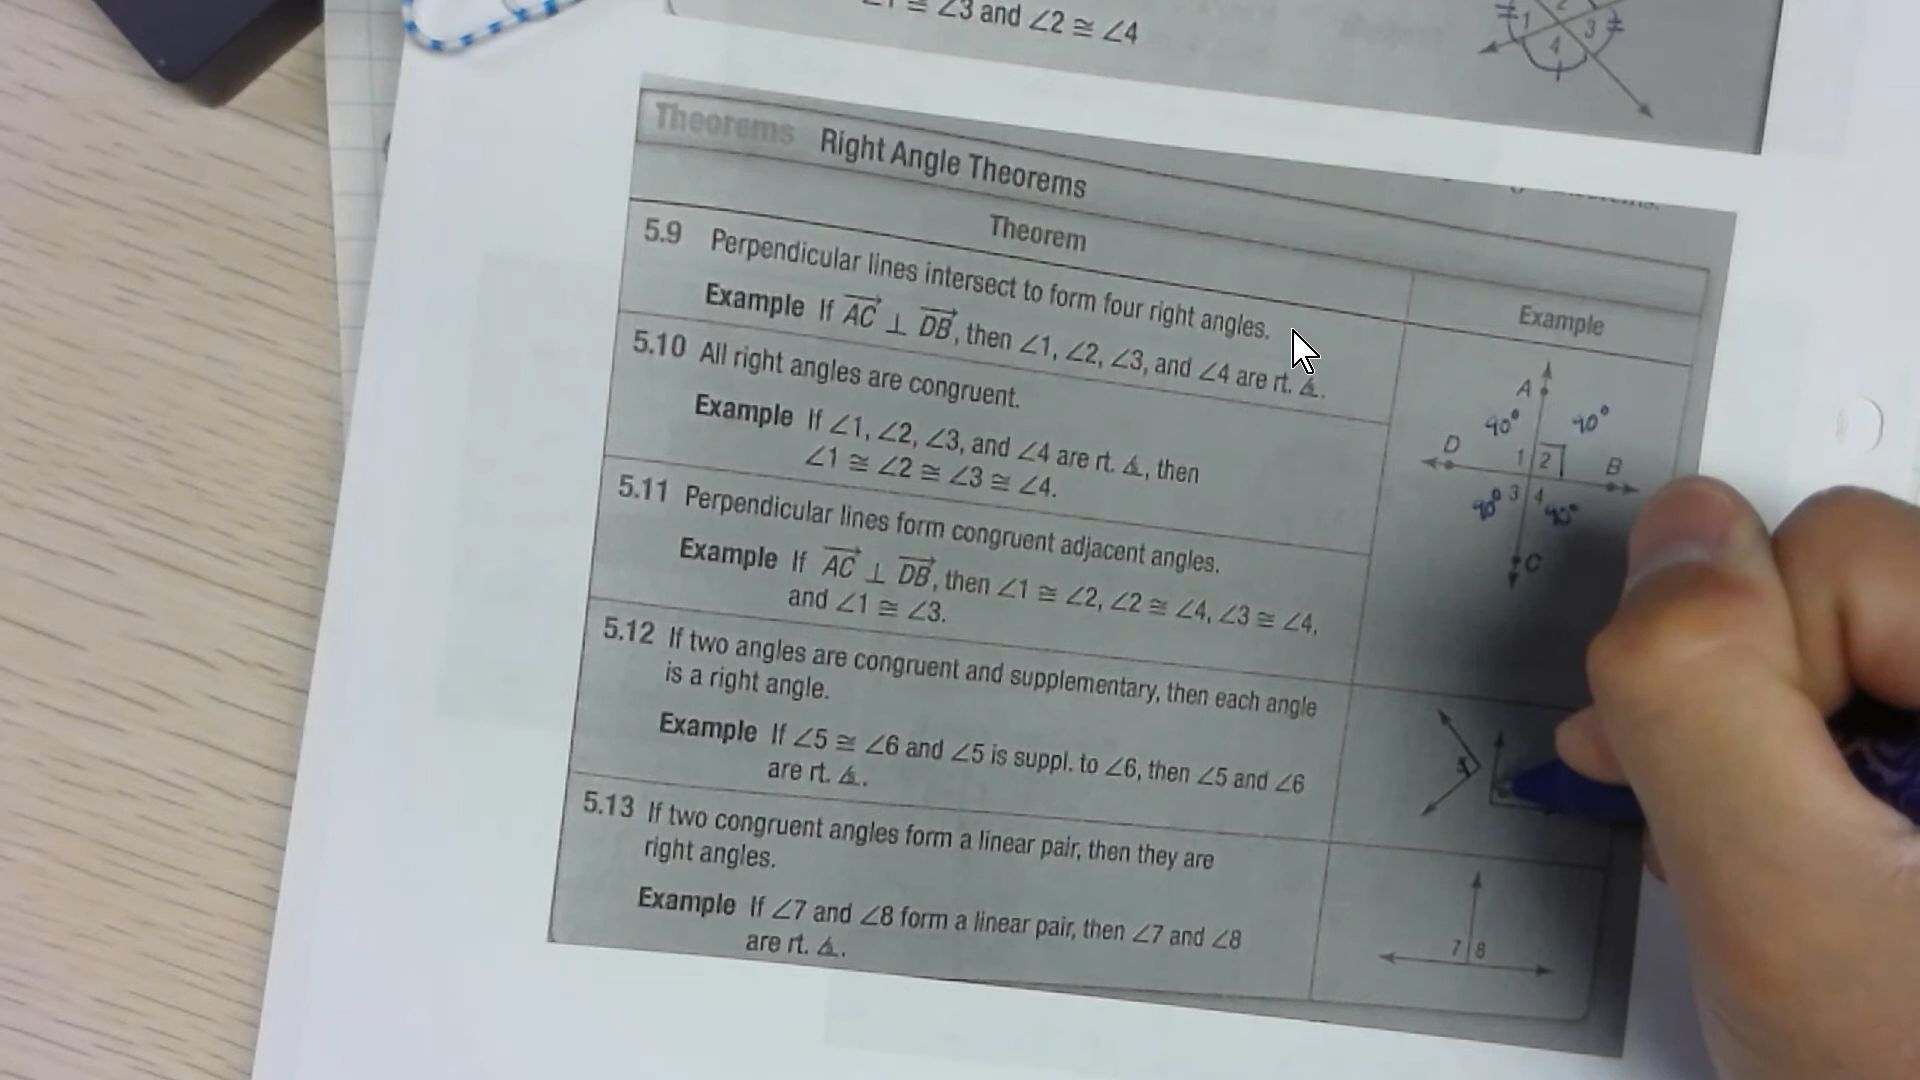 ≅ ∠3 and ∠2 ≅ ∠4
1
3
4
Theorems Right Angle Theorems
Theorem
Example
5.9 Perpendicular lines intersect to form four right angles.
Example If AC ⊥ DB, then ∠1, ∠2, ∠3, and ∠4 are rt. ∡.
5.10 All right angles are congruent.
Example If ∠1, ∠2, ∠3, and ∠4 are rt. ∡, then
∠1 ≅ ∠2 ≅ ∠3 ≅ ∠4.
5.11 Perpendicular lines form congruent adjacent angles.
Example If AC ⊥ DB, then ∠1 ≅ ∠2, ∠2 ≅ ∠4, ∠3 ≅ ∠4,
and ∠1 ≅ ∠3.
A
90° 90°
D 1 2 B
90° 3 4 90°
C
5.12 If two angles are congruent and supplementary, then each angle
is a right angle.
Example If ∠5 ≅ ∠6 and ∠5 is suppl. to ∠6, then ∠5 and ∠6
are rt. ∡.
5
5.13 If two congruent angles form a linear pair, then they are
right angles.
Example If ∠7 and ∠8 form a linear pair, then ∠7 and ∠8
are rt. ∡.
7 8